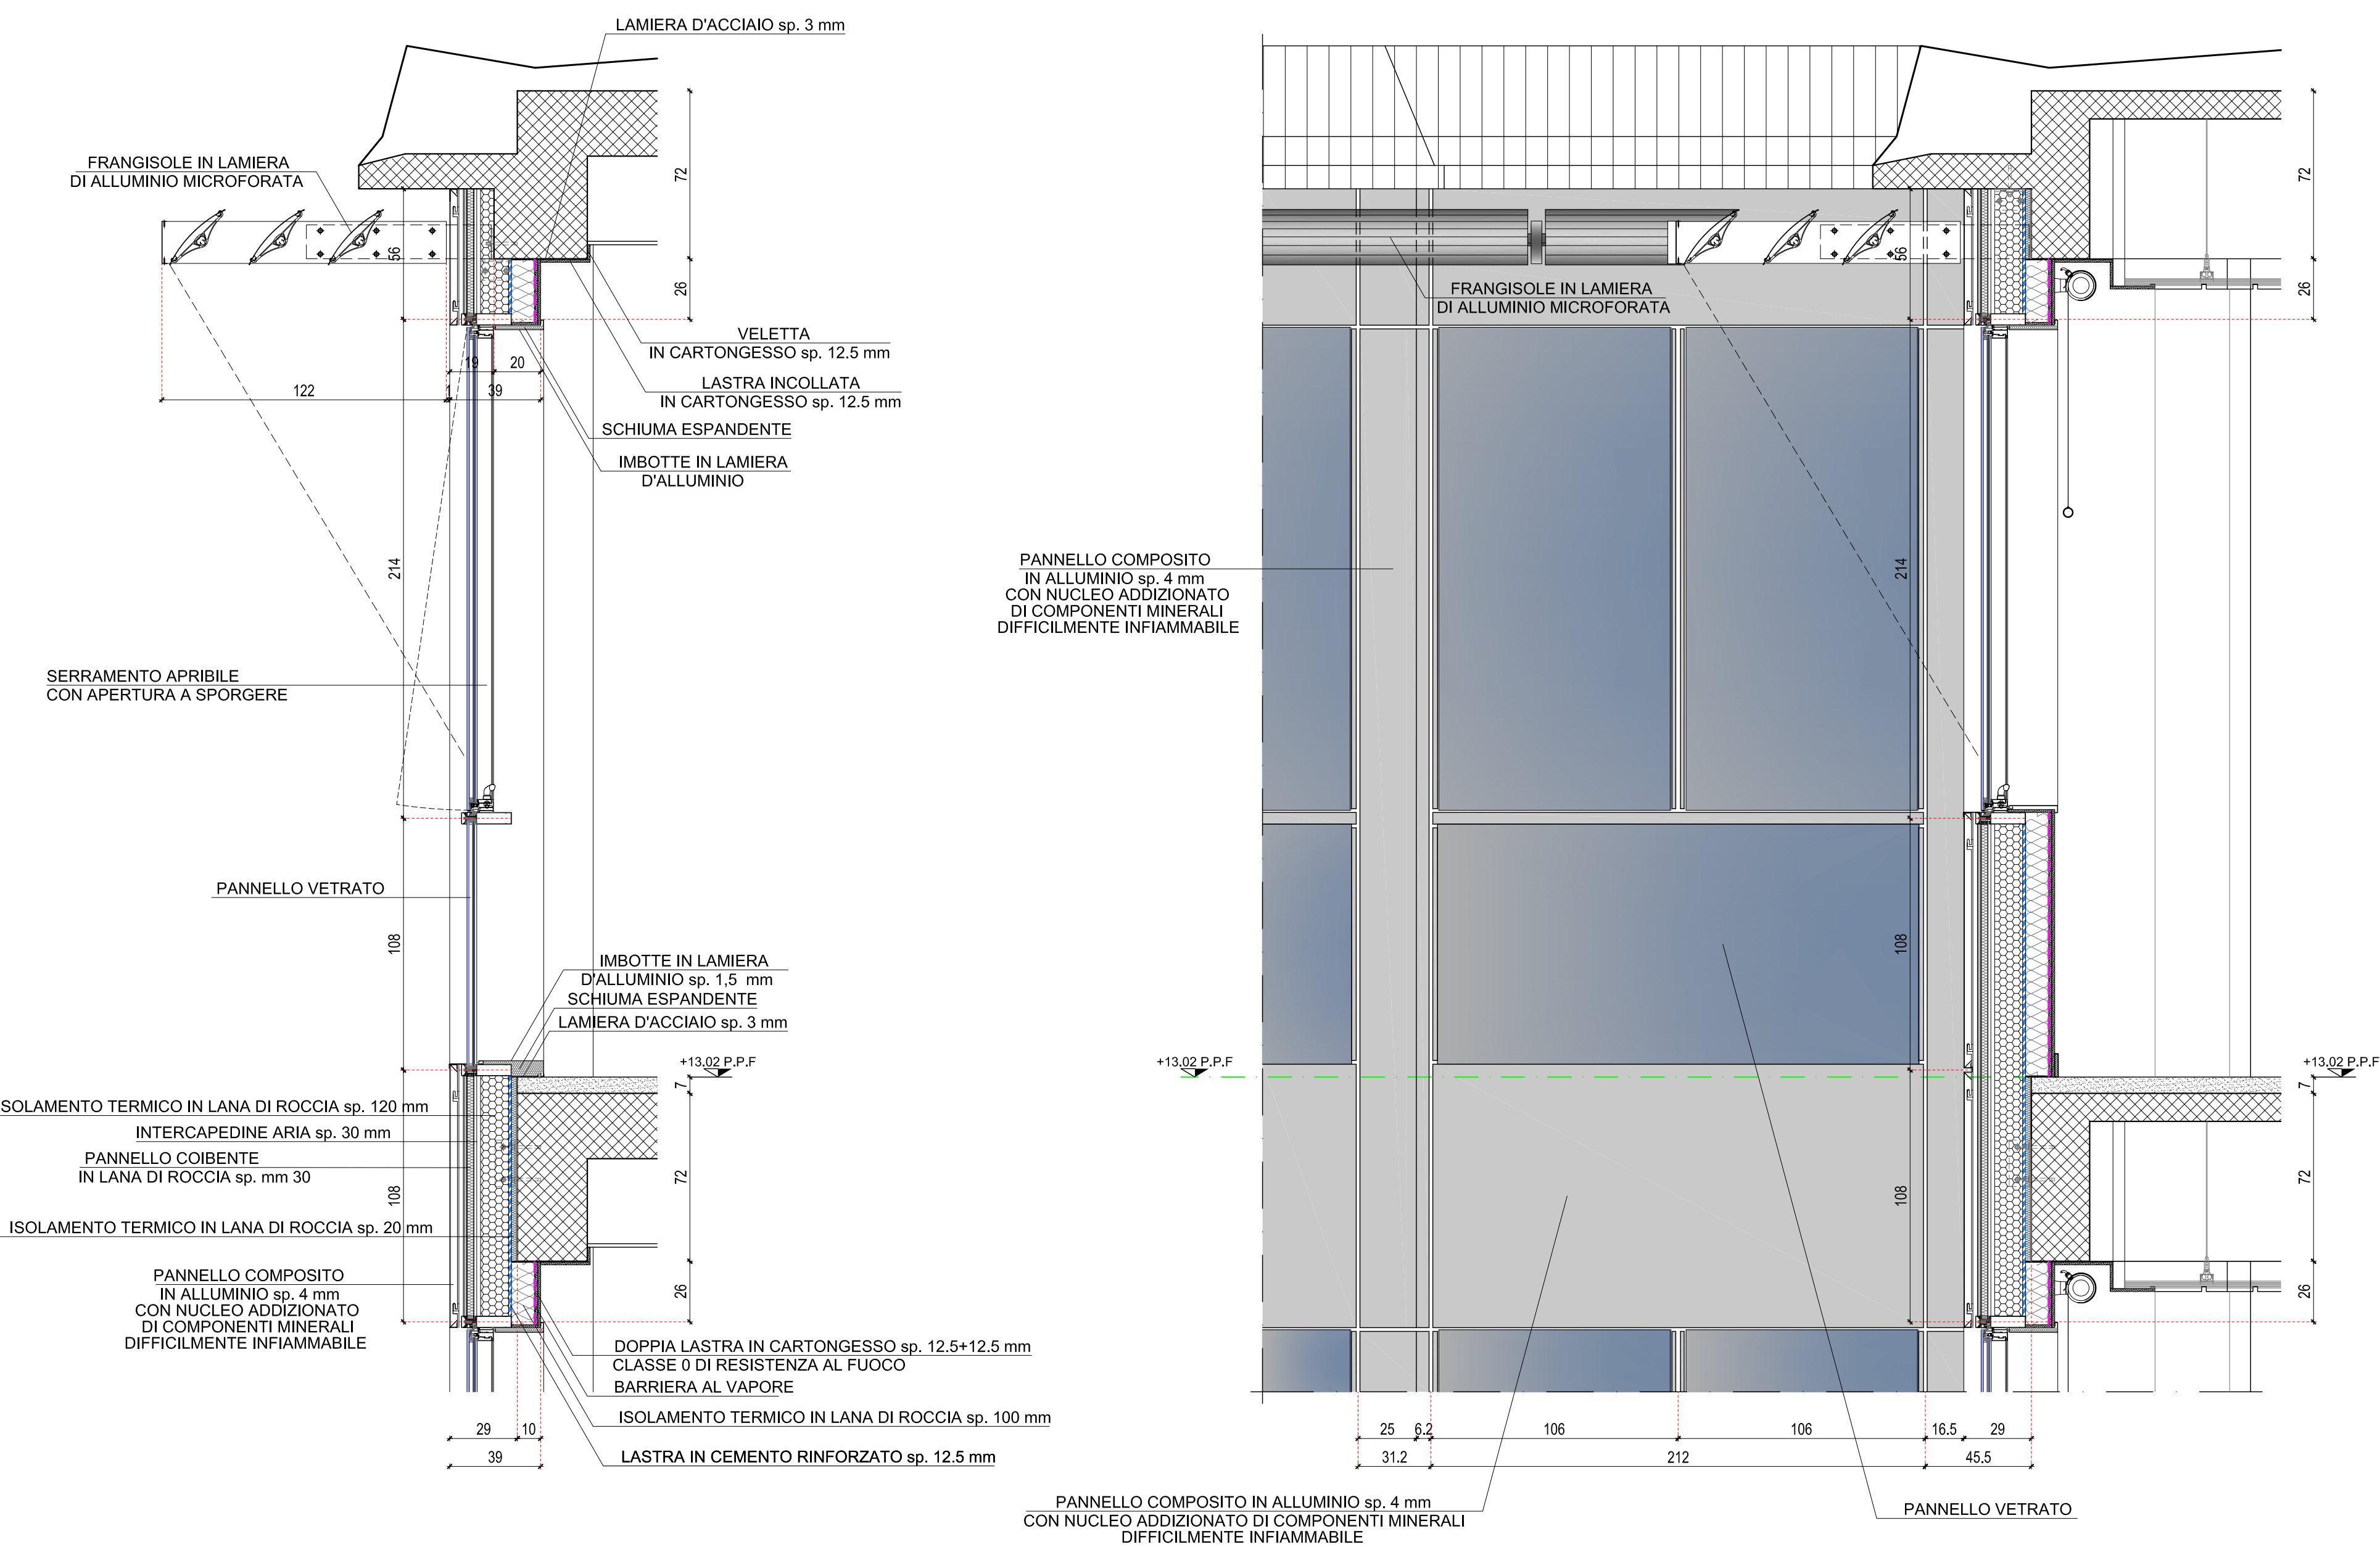 LAMIERA D'ACCIAIO sp. 3 mm
FRANGISOLE IN LAMIERA
DI ALLUMINIO MICROFORATA
72
56
26
VELETTA
IN CARTONGESSO sp. 12.5 mm
19
20
122
1
39
LASTRA INCOLLATA
IN CARTONGESSO sp. 12.5 mm
SCHIUMA ESPANDENTE
IMBOTTE IN LAMIERA
D'ALLUMINIO
214
SERRAMENTO APRIBILE
CON APERTURA A SPORGERE
PANNELLO VETRATO
108
IMBOTTE IN LAMIERA
D'ALLUMINIO sp. 1,5 mm
SCHIUMA ESPANDENTE
LAMIERA D'ACCIAIO sp. 3 mm
+13.02 P.P.F
7
SOLAMENTO TERMICO IN LANA DI ROCCIA sp. 120 mm
INTERCAPEDINE ARIA sp. 30 mm
PANNELLO COIBENTE
IN LANA DI ROCCIA sp. mm 30
72
108
ISOLAMENTO TERMICO IN LANA DI ROCCIA sp. 20 mm
PANNELLO COMPOSITO
IN ALLUMINIO sp. 4 mm
CON NUCLEO ADDIZIONATO
DI COMPONENTI MINERALI
DIFFICILMENTE INFIAMMABILE
26
DOPPIA LASTRA IN CARTONGESSO sp. 12.5+12.5 mm
CLASSE 0 DI RESISTENZA AL FUOCO
BARRIERA AL VAPORE
ISOLAMENTO TERMICO IN LANA DI ROCCIA sp. 100 mm
LASTRA IN CEMENTO RINFORZATO sp. 12.5 mm
29
10
39
72
56
26
FRANGISOLE IN LAMIERA
DI ALLUMINIO MICROFORATA
PANNELLO COMPOSITO
IN ALLUMINIO sp. 4 mm
CON NUCLEO ADDIZIONATO
DI COMPONENTI MINERALI
DIFFICILMENTE INFIAMMABILE
214
108
+13.02 P.P.F
+13.02 P.P.F
7
72
108
26
25
6.2
106
106
16.5
29
31.2
212
45.5
PANNELLO COMPOSITO IN ALLUMINIO sp. 4 mm
CON NUCLEO ADDIZIONATO DI COMPONENTI MINERALI
DIFFICILMENTE INFIAMMABILE
PANNELLO VETRATO